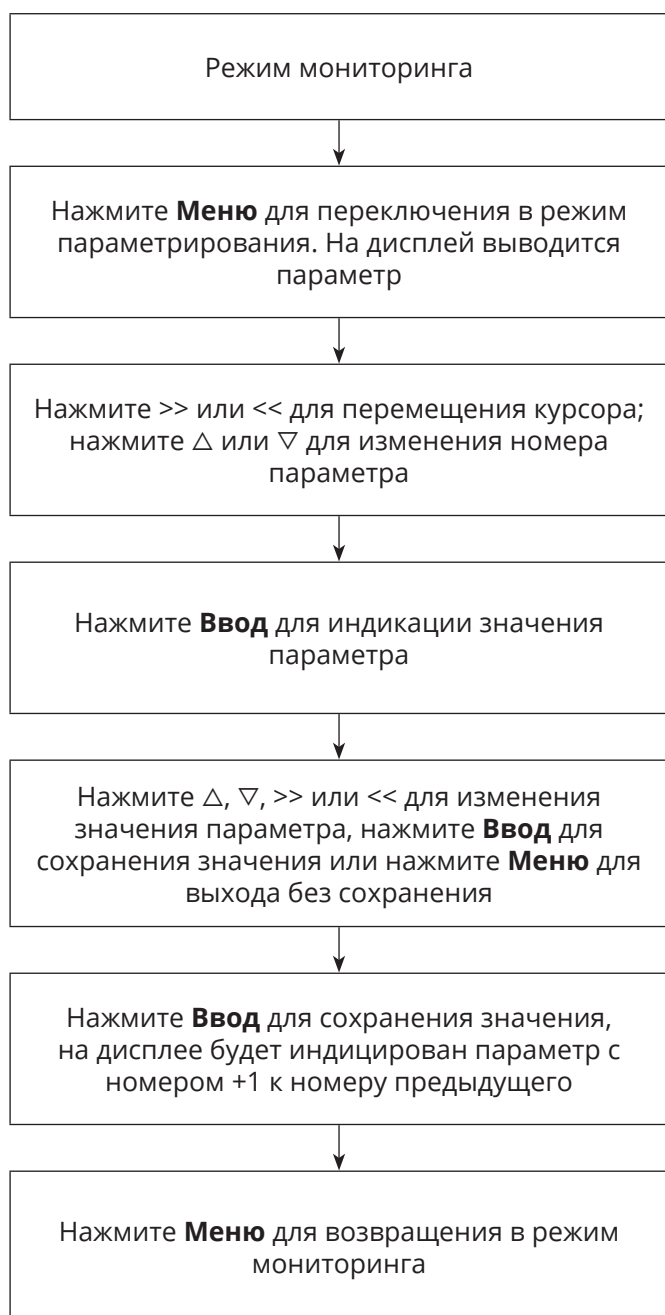 Режим мониторинга
Нажмите Меню для переключения в режим
параметрирования. На дисплей выводится
параметр
Нажмите >> или << для перемещения курсора;
нажмите △ или ▽ для изменения номера
параметра
Нажмите Ввод для индикации значения
параметра
Нажмите △, ▽, >> или << для изменения
значения параметра, нажмите Ввод для
сохранения значения или нажмите Меню для
выхода без сохранения
Нажмите Ввод для сохранения значения,
на дисплее будет индицирован параметр с
номером +1 к номеру предыдущего
Нажмите Меню для возвращения в режим
мониторинга